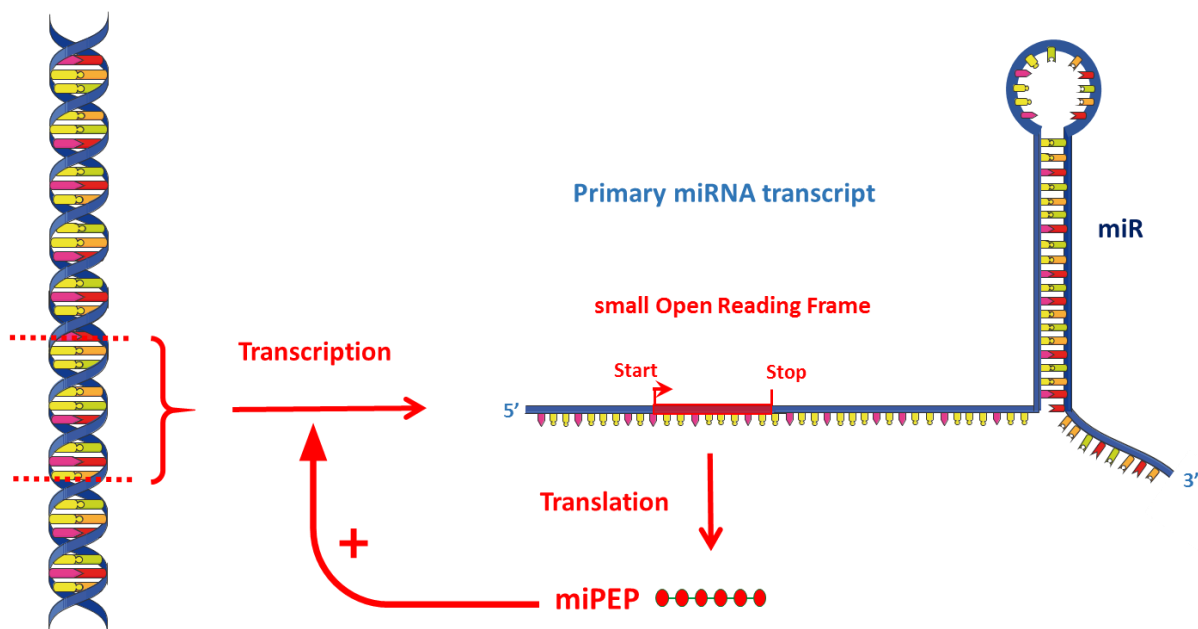 Primary miRNA transcript
miR
small Open Reading Frame
Transcription
Start
Stop
5’
3’
Translation
+
miPEP